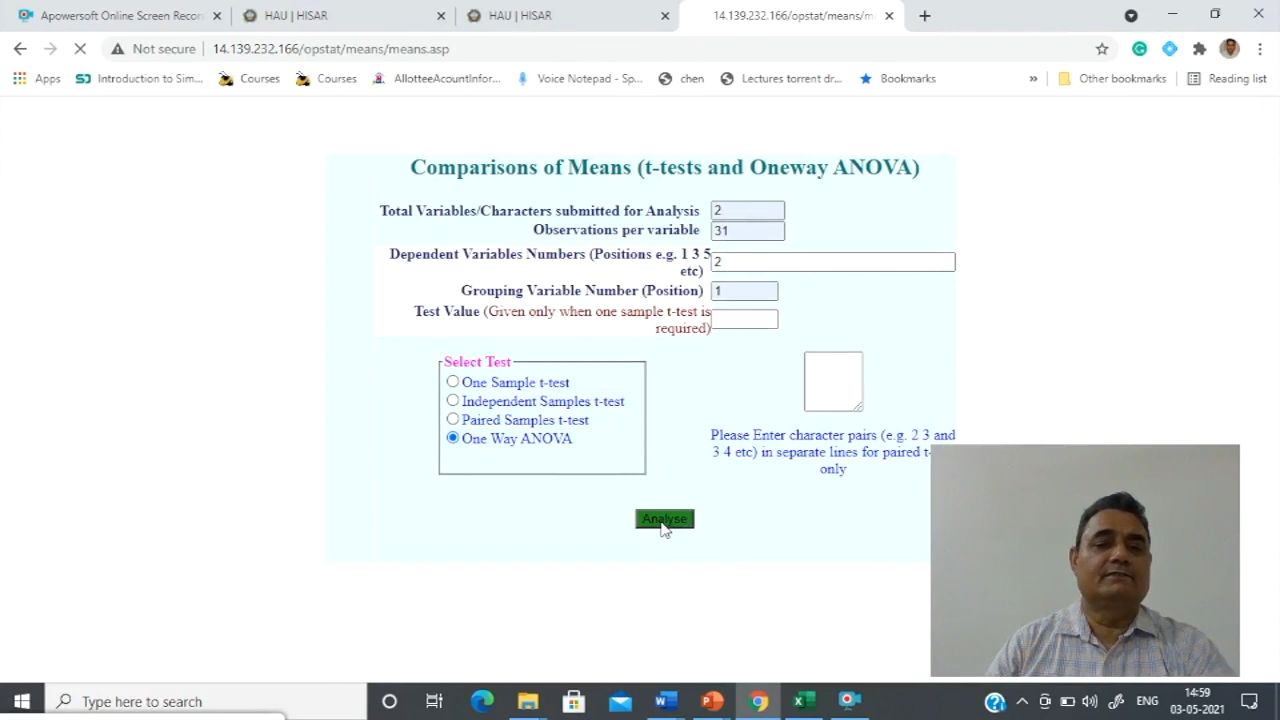 Apowersoft Online Screen Recor
HAU | HISAR
HAU | HISAR
14.139.232.166/opstat/means/m
Not secure
14.139.232.166/opstat/means/means.asp
Apps
Introduction to Sim...
Courses
Courses
AllotteeAcountInfor...
Voice Notepad - Sp...
chen
Lectures torrent dr...
Bookmarks
»
Other bookmarks
Reading list
Comparisons of Means (t-tests and Oneway ANOVA)
Total Variables/Characters submitted for Analysis 2
Observations per variable 31
Dependent Variables Numbers (Positions e.g. 1 3 5
etc) 2
Grouping Variable Number (Position) 1
Test Value (Given only when one sample t-test is
required)
Select Test
One Sample t-test
Independent Samples t-test
Paired Samples t-test
One Way ANOVA
Please Enter character pairs (e.g. 2 3 and
3 4 etc) in separate lines for paired t-
only
Analyse
Type here to search
ENG
14:59
03-05-2021